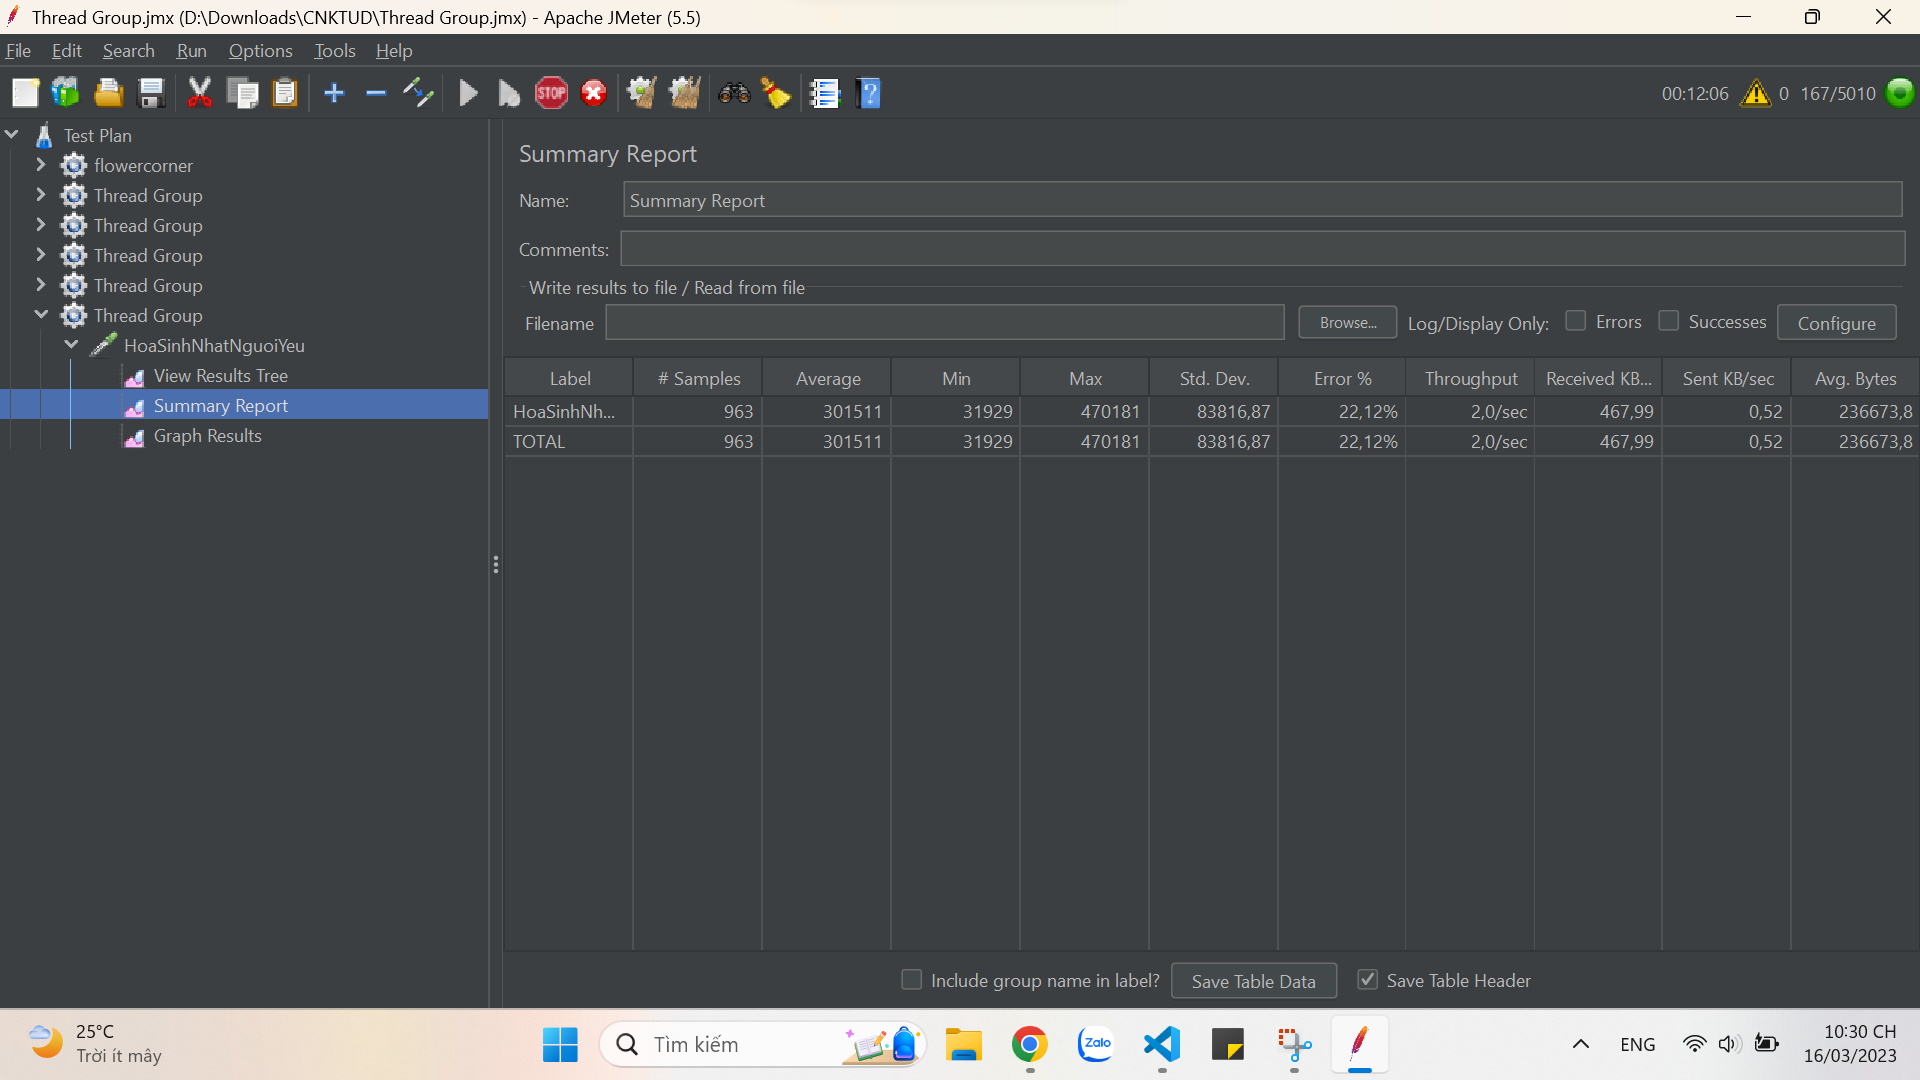 Thread Group.jmx (D:\Downloads\CNKTUD\Thread Group.jmx) - Apache JMeter (5.5)
File Edit Search Run Options Tools Help
STOP
00:12:06 0 167/5010
Test Plan
flowercorner
Thread Group
Thread Group
Thread Group
Thread Group
Thread Group
HoaSinhNhatNguoiYeu
View Results Tree
Summary Report
Graph Results
Summary Report
Name: Summary Report
Comments:
Write results to file / Read from file
Filename Browse... Log/Display Only: Errors Successes Configure
Label # Samples Average Min Max Std. Dev. Error % Throughput Received KB... Sent KB/sec Avg. Bytes
HoaSinhNh... 963 301511 31929 470181 83816,87 22,12% 2,0/sec 467,99 0,52 236673,8
TOTAL 963 301511 31929 470181 83816,87 22,12% 2,0/sec 467,99 0,52 236673,8
Include group name in label? Save Table Data Save Table Header
25°C
Trời ít mây
Tìm kiếm
Zalo
ENG
10:30 CH
16/03/2023